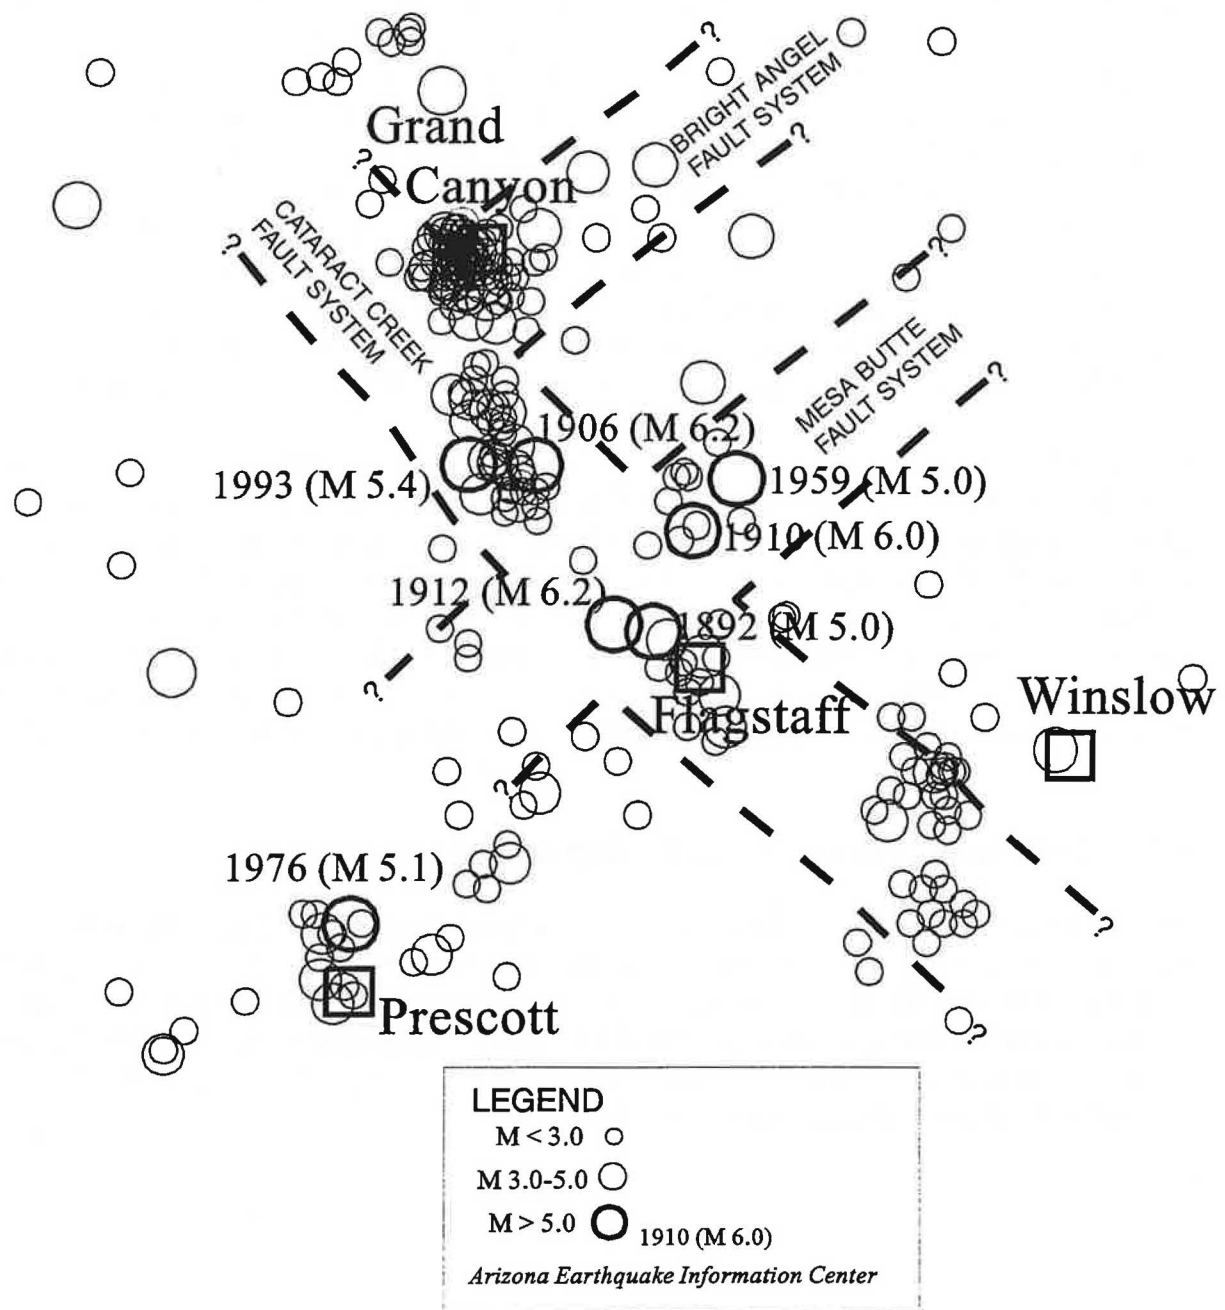 ?
BRIGHT ANGEL
FAULT SYSTEM
?
Grand
Canyon
?
CATARACT CREEK
FAULT SYSTEM
?
?
MESA BUTTE
FAULT SYSTEM
?
1906 (M 6.2)
1993 (M 5.4)
1959 (M 5.0)
1910 (M 6.0)
1912 (M 6.2)
1892 (M 5.0)
?
Flagstaff
Winslow
?
1976 (M 5.1)
?
Prescott
?
LEGEND
M < 3.0
M 3.0-5.0
M > 5.0 1910 (M 6.0)
Arizona Earthquake Information Center